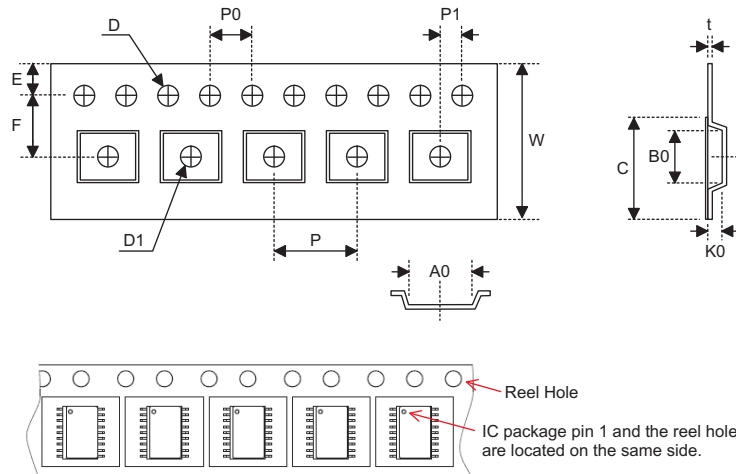 D
P0
P1
t
E
F
W
C
B0
D1
P
K0
A0
Reel Hole
IC package pin 1 and the reel holes
are located on the same side.